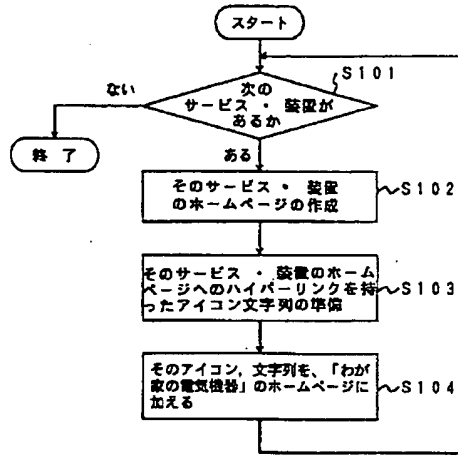 スタート
S101
次の
サービス ・ 装置が
あるか
ない
終 了
ある
そのサービス ・ 装置
のホームページの作成
S102
そのサービス ・ 装置のホーム
ページへのハイパーリンクを持
ったアイコン文字列の準備
S103
そのアイコン，文字列を、「わが
家の電気機器」のホームページに
加える
S104